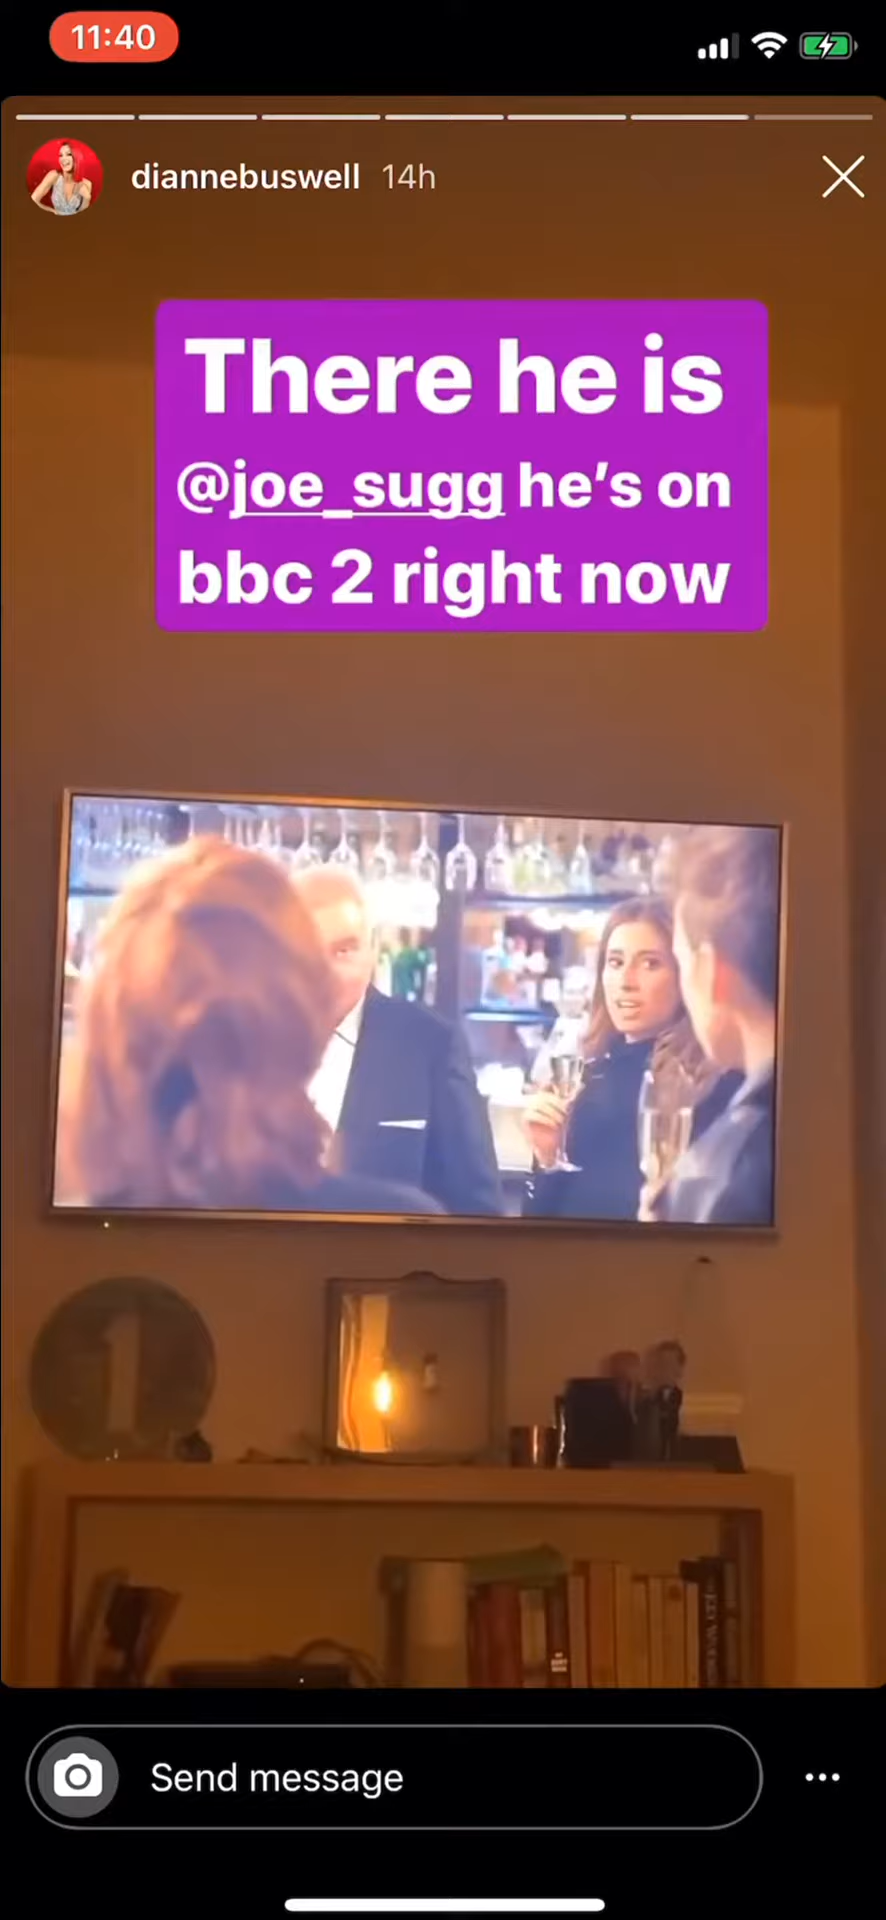 11:40
diannebuswell 14h
There he is
@joe_sugg he's on
bbc 2 right now
Send message